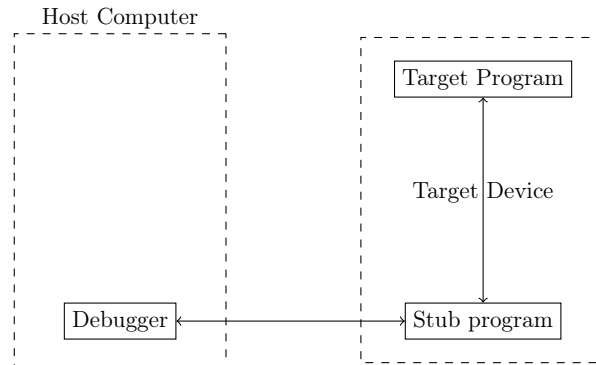 Host Computer
Target Program
Target Device
Debugger
Stub program